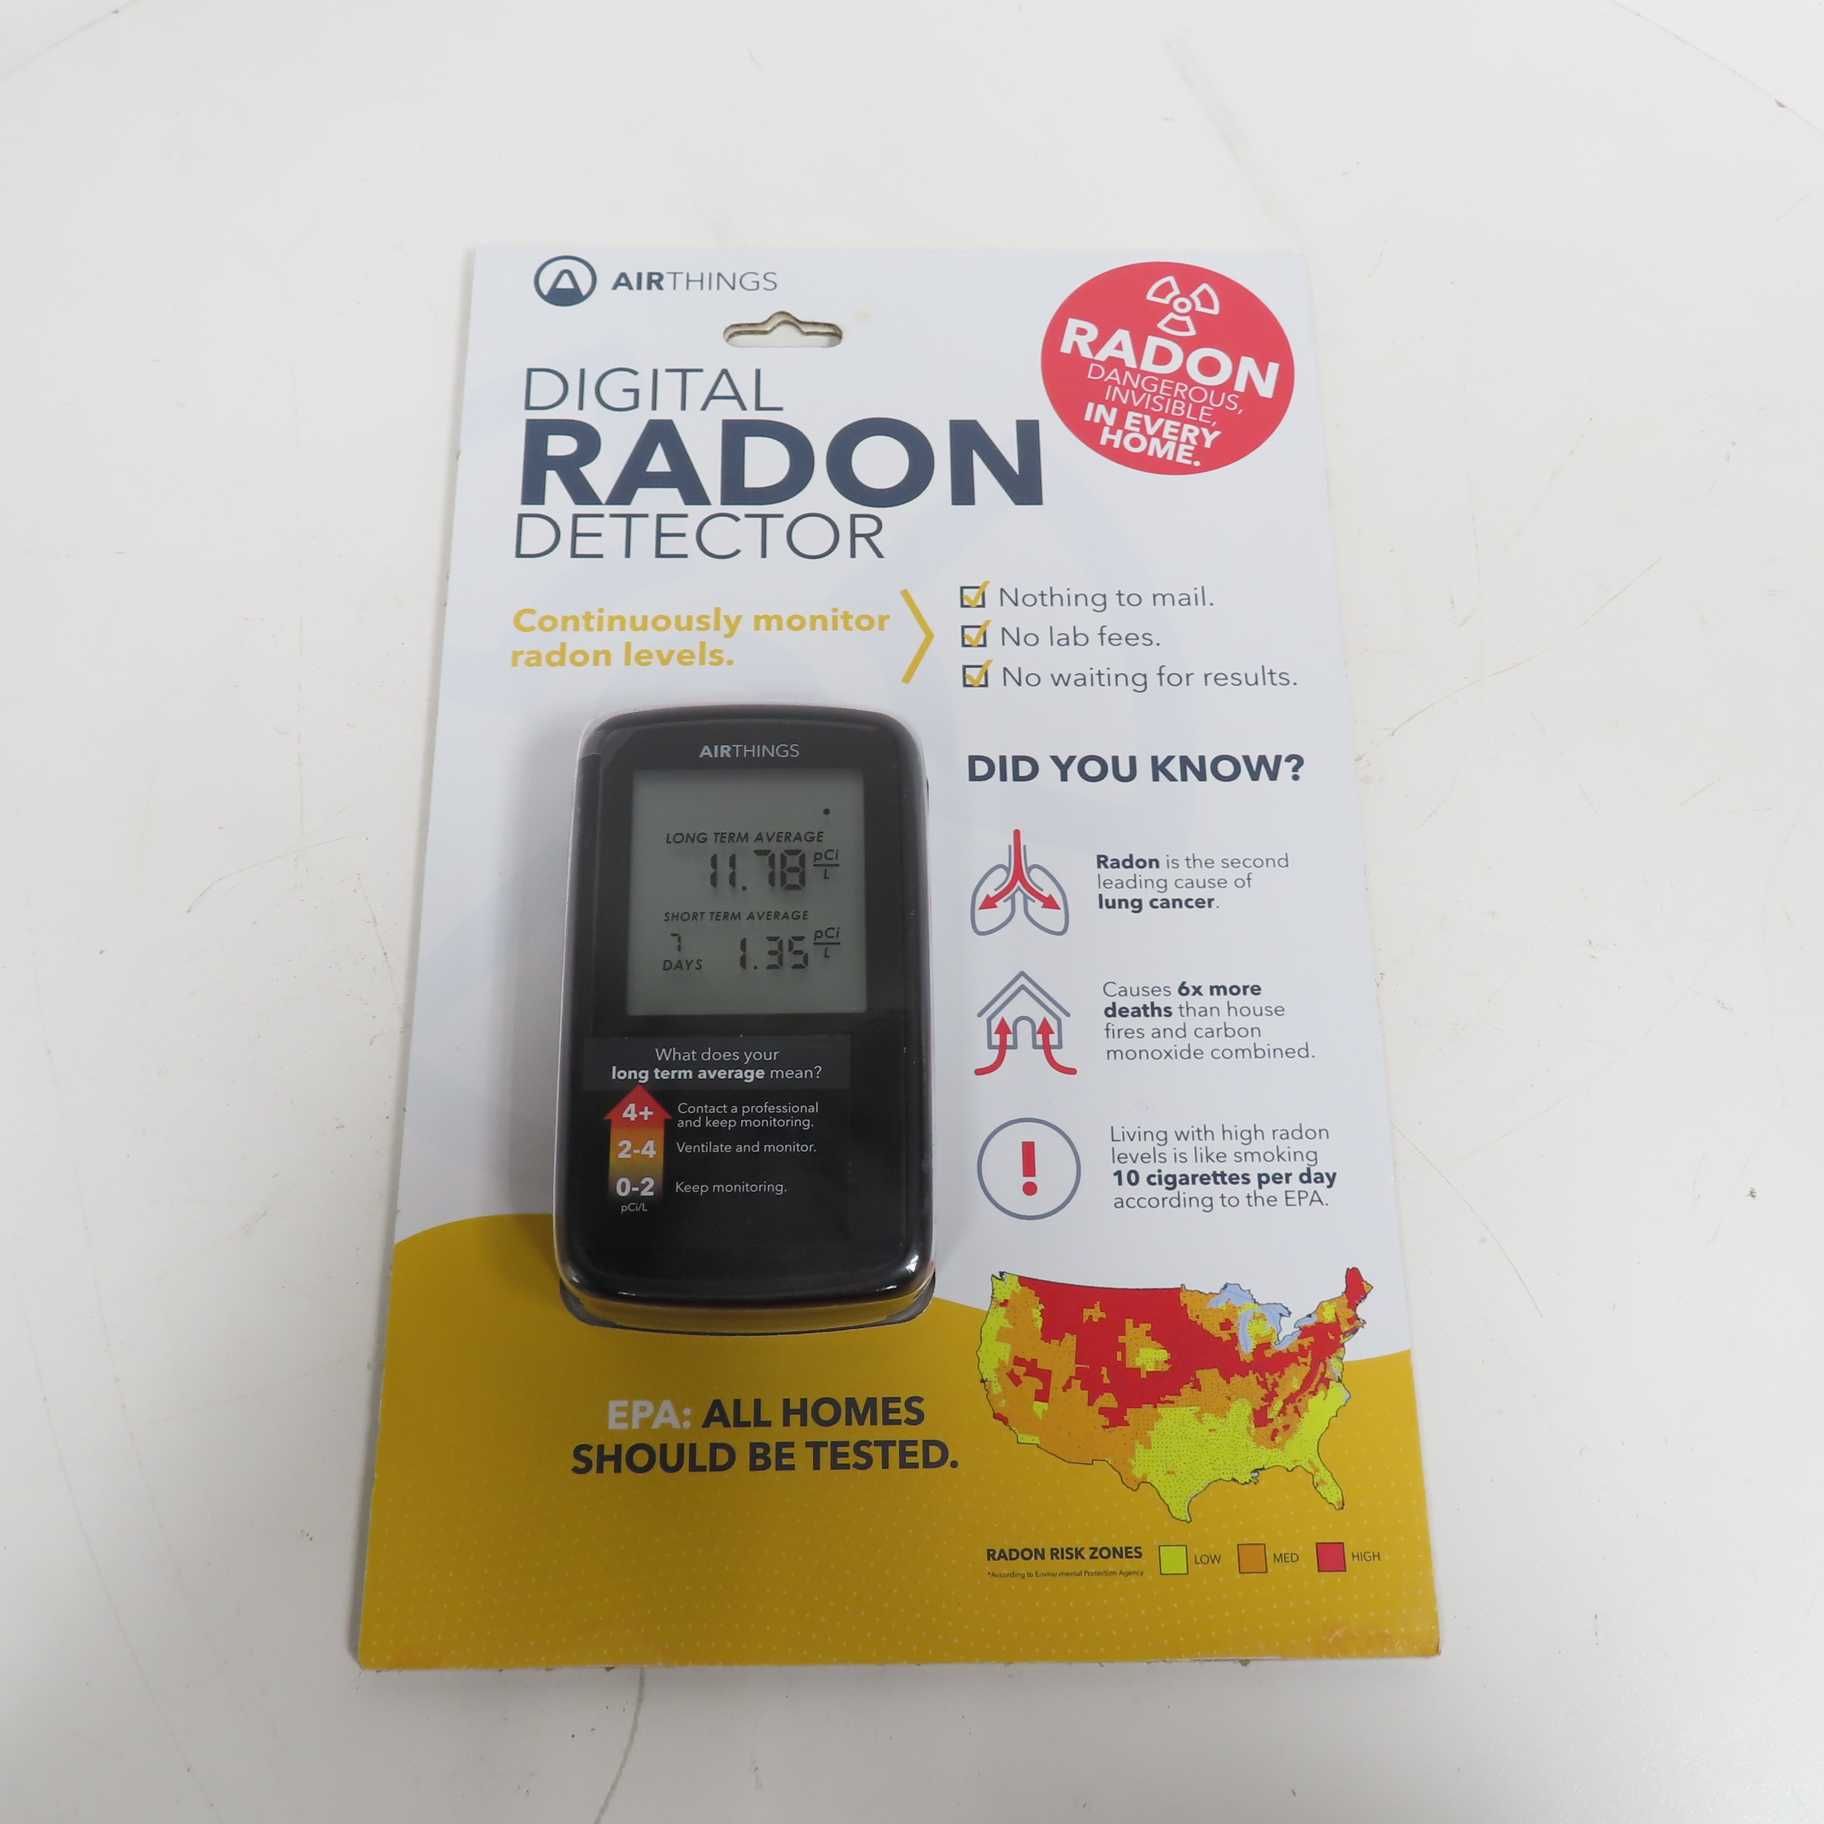 AIRTHINGS
RADON
DANGEROUS,
INVISIBLE,
IN EVERY
HOME.
DIGITAL
RADON
DETECTOR
Continuously monitor
radon levels.
Nothing to mail.
No lab fees.
No waiting for results.
AIRTHINGS
LONG TERM AVERAGE
11.78 pCi/L
SHORT TERM AVERAGE
7 DAYS 1.35 pCi/L
What does your
long term average mean?
4+ Contact a professional
and keep monitoring.
2-4 Ventilate and monitor.
0-2 Keep monitoring.
pCi/L
DID YOU KNOW?
Radon is the second
leading cause of
lung cancer.
Causes 6x more
deaths than house
fires and carbon
monoxide combined.
!
Living with high radon
levels is like smoking
10 cigarettes per day
according to the EPA.
EPA: ALL HOMES
SHOULD BE TESTED.
RADON RISK ZONES LOW MED HIGH
*According to Environmental Protection Agency